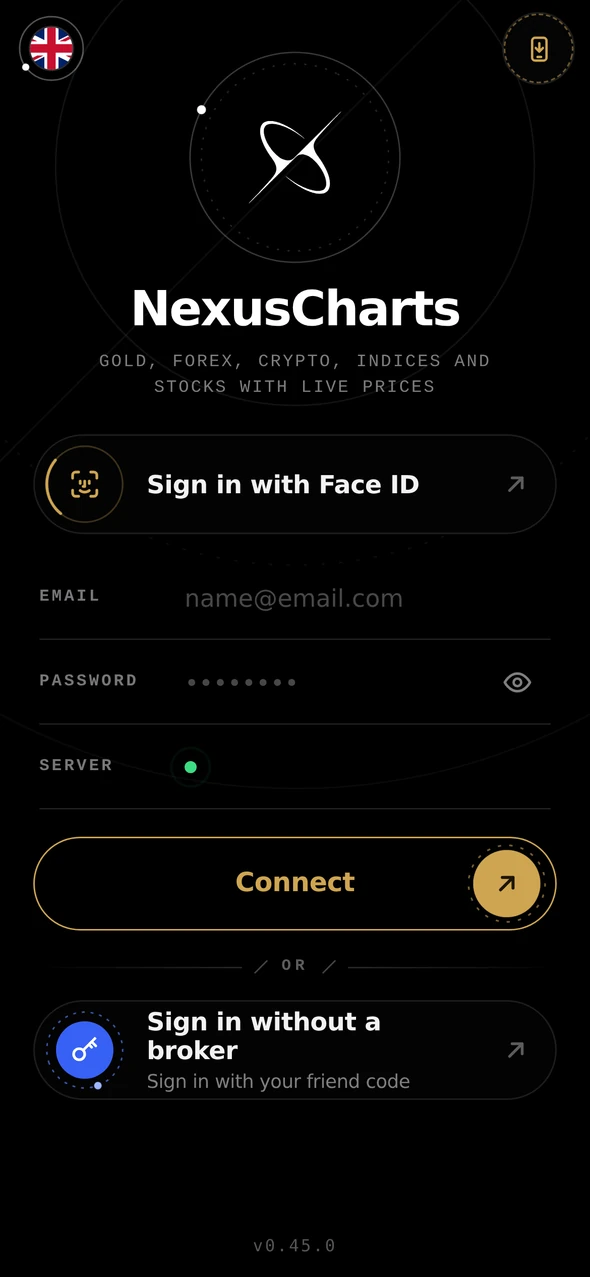 NexusCharts
GOLD, FOREX, CRYPTO, INDICES AND
STOCKS WITH LIVE PRICES
Sign in with Face ID
EMAIL
name@email.com
PASSWORD
SERVER
Connect
OR
Sign in without a
broker
Sign in with your friend code
v0.45.0